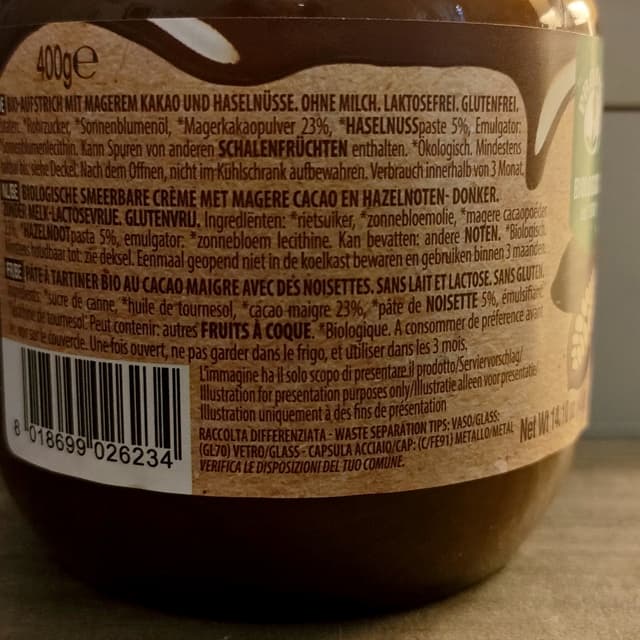 400g e
BIO-AUFSTRICH MIT MAGEREM KAKAO UND HASELNÜSSE. OHNE MILCH, LAKTOSEFREI. GLUTENFREI.
*Rohrzucker, *Sonnenblumenöl, *Magerkakaopulver 23%, *HASELNUSSpaste 5%, Emulgator:
*Sonnenblumenlecithin. Kann Spuren von anderen SCHALENFRÜCHTEN enthalten. *Ökologisch. Mindestens
siehe Deckel. Nach dem Öffnen, nicht im Kühlschrank aufbewahren. Verbrauch innerhalb von 3 Monat
BIOLOGISCHE SMEERBARE CRÈME MET MAGERE CACAO EN HAZELNOTEN- DONKER.
ZONDER MELK-LACTOSEVRIJE. GLUTENVRIJ. Ingrediënten: *rietsuiker, *zonnebloemolie, *magere cacaopoeder
*HAZELNOOTpasta 5%, emulgator: *zonnebloem lecithine. Kan bevatten: andere NOTEN. *Biologisch.
houdbaar tot: zie deksel. Eenmaal geopend niet in de koelkast bewaren en gebruiken binnen 3 maanden
PÂTE À TARTINER BIO AU CACAO MAIGRE AVEC DES NOISETTES. SANS LAIT ET LACTOSE. SANS GLUTEN
*sucre de canne, *huile de tournesol, *cacao maigre 23%, *pâte de NOISETTE 5%, émulsifiant
de tournesol. Peut contenir: autres FRUITS À COQUE. *Biologique. A consommer de préférence avant
voir sur le couvercle. Une fois ouvert, ne pas garder dans le frigo, et utiliser dans les 3 mois.
L'immagine ha il solo scopo di presentare il prodotto/Serviervorschlag/
Illustration for presentation purposes only/Illustratie alleen voor presentatie/
Illustration uniquement à des fins de présentation
RACCOLTA DIFFERENZIATA - WASTE SEPARATION TIPS: VASO/GLASS:
(GL70) VETRO/GLASS - CAPSULA ACCIAIO/CAP: (C/FE91) METALLO/METAL
VERIFICA LE DISPOSIZIONI DEL TUO COMUNE.
Net Wt 14.
8 018699 026234